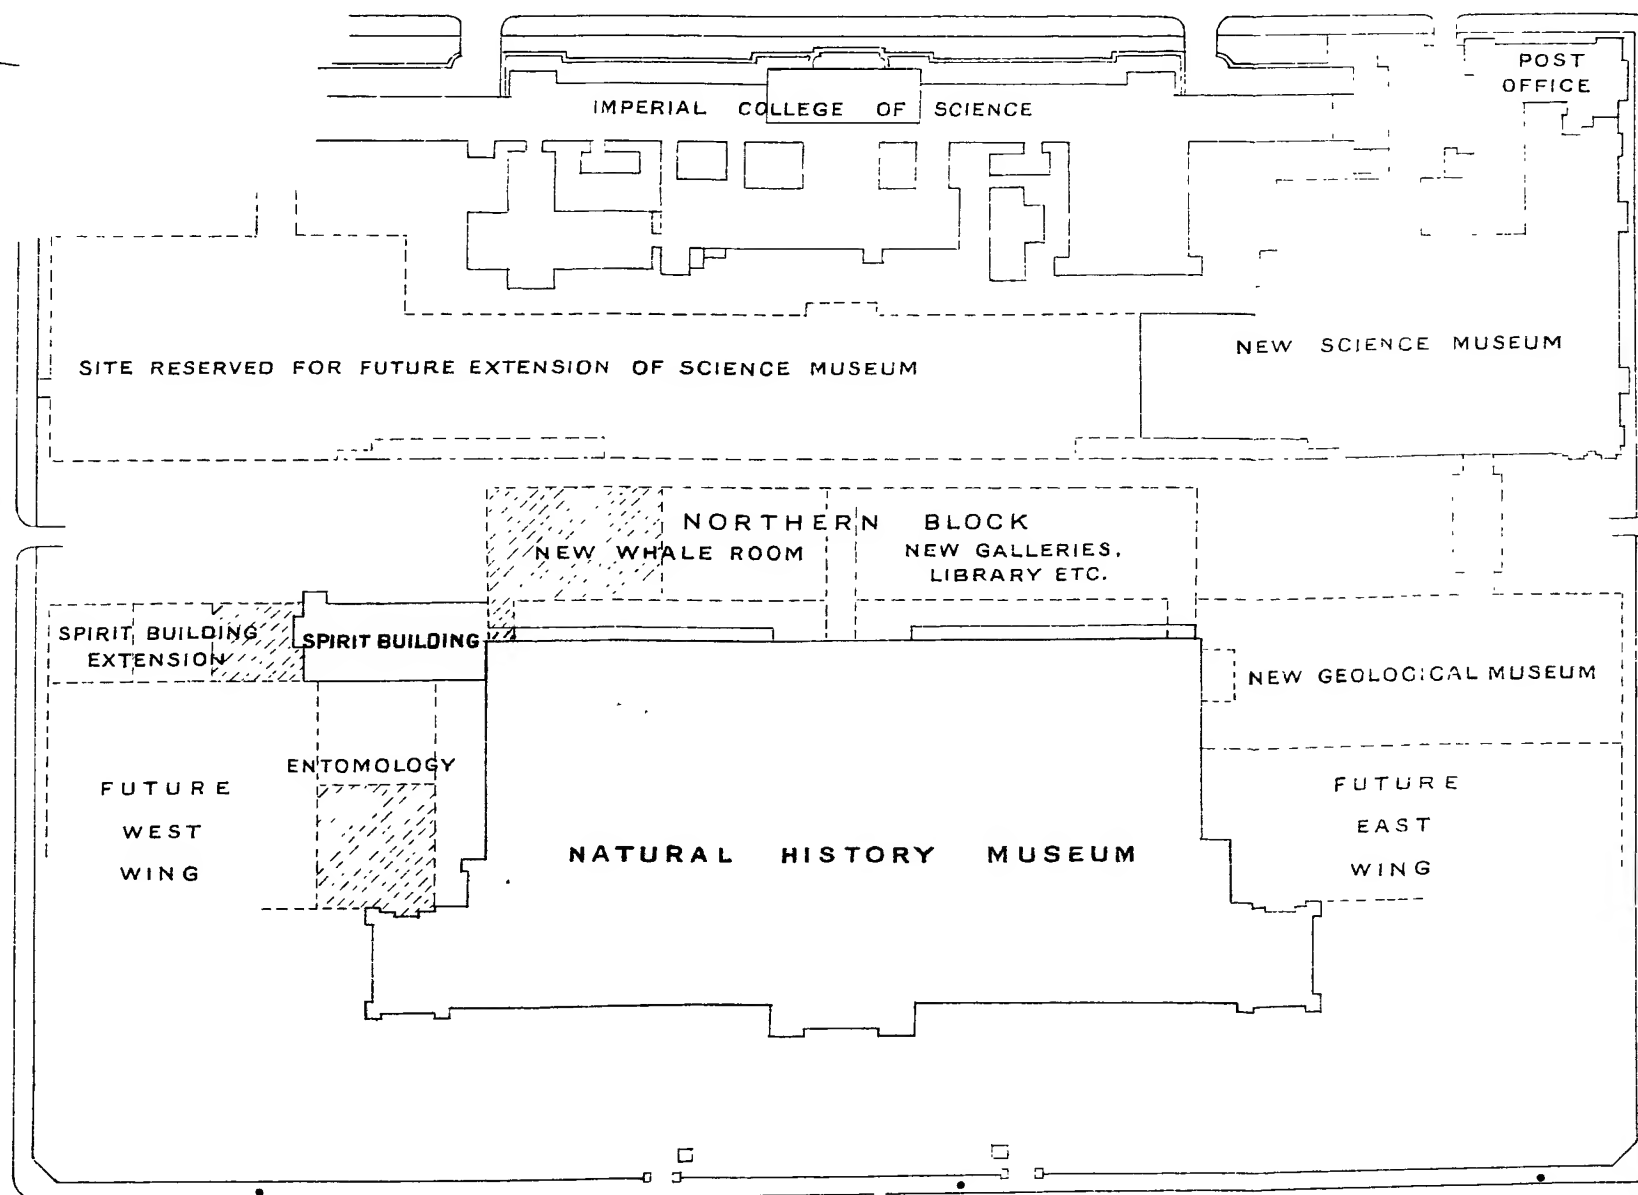 POST
OFFICE
IMPERIAL COLLEGE OF SCIENCE
NEW SCIENCE MUSEUM
SITE RESERVED FOR FUTURE EXTENSION OF SCIENCE MUSEUM
NORTHERN BLOCK
NEW WHALE ROOM
NEW GALLERIES,
LIBRARY ETC.
SPIRIT BUILDING
EXTENSION
SPIRIT BUILDING
NEW GEOLOGICAL MUSEUM
ENTOMOLOGY
FUTURE
WEST
WING
FUTURE
EAST
WING
NATURAL HISTORY MUSEUM